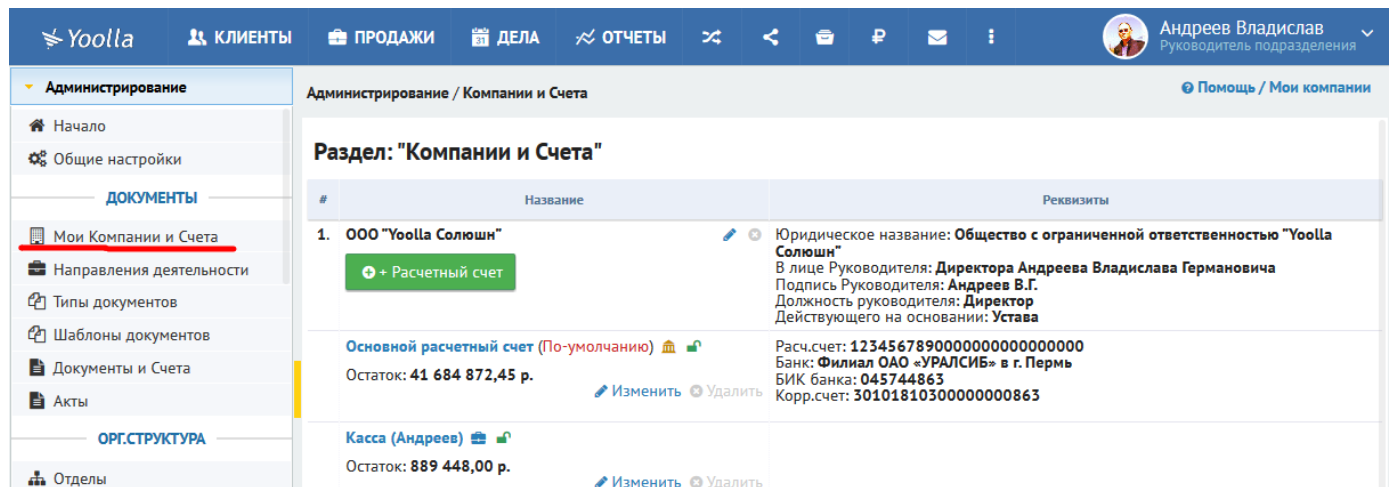 Yoolla КЛИЕНТЫ ПРОДАЖИ 31 ДЕЛА ОТЧЕТЫ Андреев Владислав
Руководитель подразделения
Администрирование
Администрирование / Компании и Счета
Помощь / Мои компании
Начало
Общие настройки
ДОКУМЕНТЫ
Мои Компании и Счета
Направления деятельности
Типы документов
Шаблоны документов
Документы и Счета
Акты
ОРГ.СТРУКТУРА
Отделы
Раздел: "Компании и Счета"
# Название Реквизиты
1. ООО "Yoolla Солюшн"
+ Расчетный счет
Юридическое название: Общество с ограниченной ответственностью "Yoolla
Солюшн"
В лице Руководителя: Директора Андреева Владислава Германовича
Подпись Руководителя: Андреев В.Г.
Должность руководителя: Директор
Действующего на основании: Устава
Основной расчетный счет (По-умолчанию)
Остаток: 41 684 872,45 р.
Изменить Удалить
Расч.счет: 1234567890000000000000000
Банк: Филиал ОАО «УРАЛСИБ» в г. Пермь
БИК банка: 045744863
Корр.счет: 30101810300000000863
Касса (Андреев)
Остаток: 889 448,00 р.
Изменить Удалить